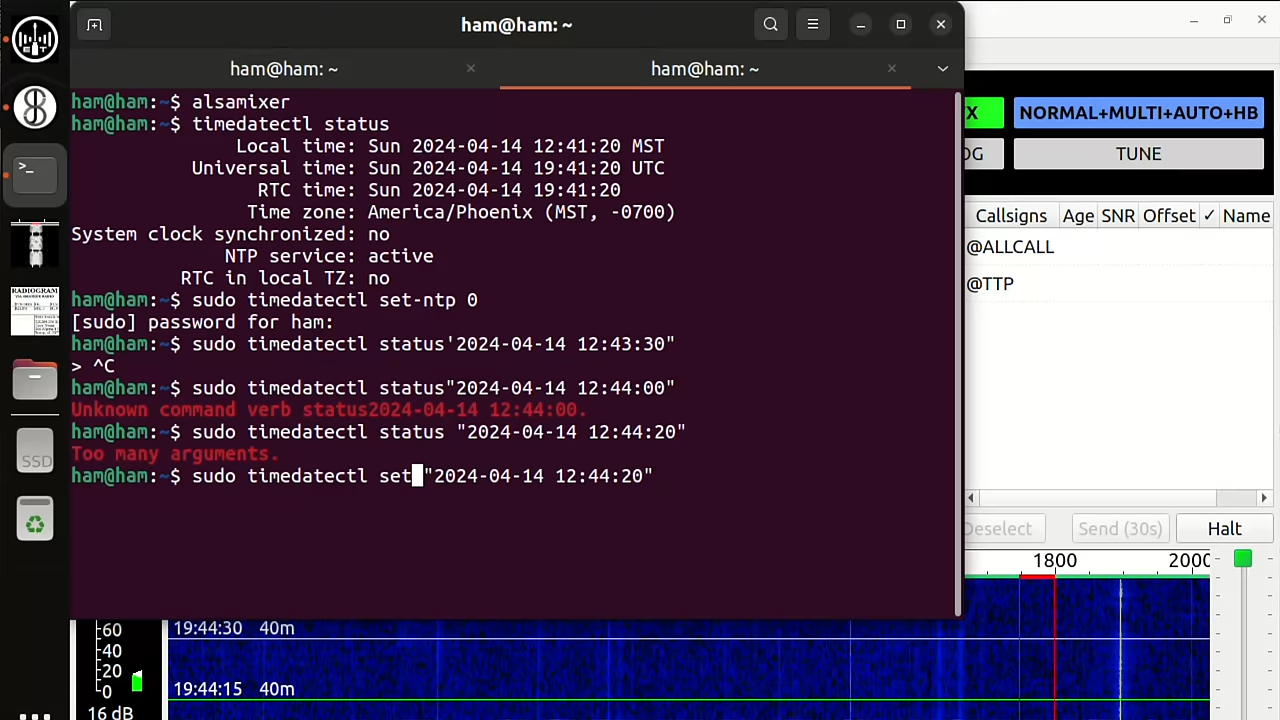 ham@ham: ~
ham@ham: ~
ham@ham: ~
ham@ham:~$ alsamixer
ham@ham:~$ timedatectl status
Local time: Sun 2024-04-14 12:41:20 MST
Universal time: Sun 2024-04-14 19:41:20 UTC
RTC time: Sun 2024-04-14 19:41:20
Time zone: America/Phoenix (MST, -0700)
System clock synchronized: no
NTP service: active
RTC in local TZ: no
ham@ham:~$ sudo timedatectl set-ntp 0
[sudo] password for ham:
ham@ham:~$ sudo timedatectl status'2024-04-14 12:43:30"
> ^C
ham@ham:~$ sudo timedatectl status"2024-04-14 12:44:00"
Unknown command verb status2024-04-14 12:44:00.
ham@ham:~$ sudo timedatectl status "2024-04-14 12:44:20"
Too many arguments.
ham@ham:~$ sudo timedatectl set "2024-04-14 12:44:20"
X
NORMAL+MULTI+AUTO+HB
OG
TUNE
Callsigns Age SNR Offset ✓ Name
@ALLCALL
@TTP
Deselect
Send (30s)
Halt
1800 2000
60
40
20
0
16 dB
19:44:30 40m
19:44:15 40m
RADIOGRAM
SSD
>_